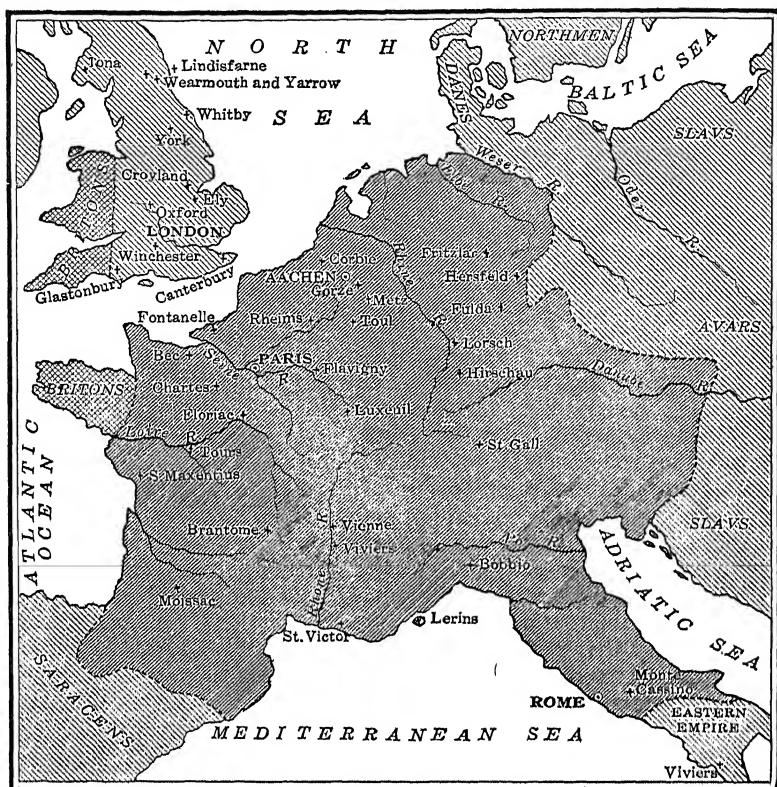 NORTH
SEA
NORTHMEN
BALTIC SEA
DANES
SLAVS
Iona
Lindisfarne
Wearmouth and Yarrow
Whitby
York
Croyland
Ely
Oxford
LONDON
Winchester
Glastonbury
Canterbury
Weser R.
Elbe R.
Oder R.
Fritzlar
Hersfeld
Fulda
AVARS
Corbie
AACHEN
Gorze
Metz
Toul
Rhine R.
Fontanelle
Rheims
Lorsch
Hirschau
Danube R.
Bec
Seine R.
PARIS
Flavigny
BRITONS
Chartes
Floriac
Luxeuil
Loire R.
Tours
St. Gall
S. Maxentius
ATLANTIC
OCEAN
Brantome
Vienne
Viviers
Rhone R.
Po R.
Bobbio
SLAVS
ADRIATIC SEA
Moissac
St. Victor
Lerins
SARACENS
Monte
Cassino
ROME
EASTERN
EMPIRE
MEDITERRANEAN SEA
Viviers